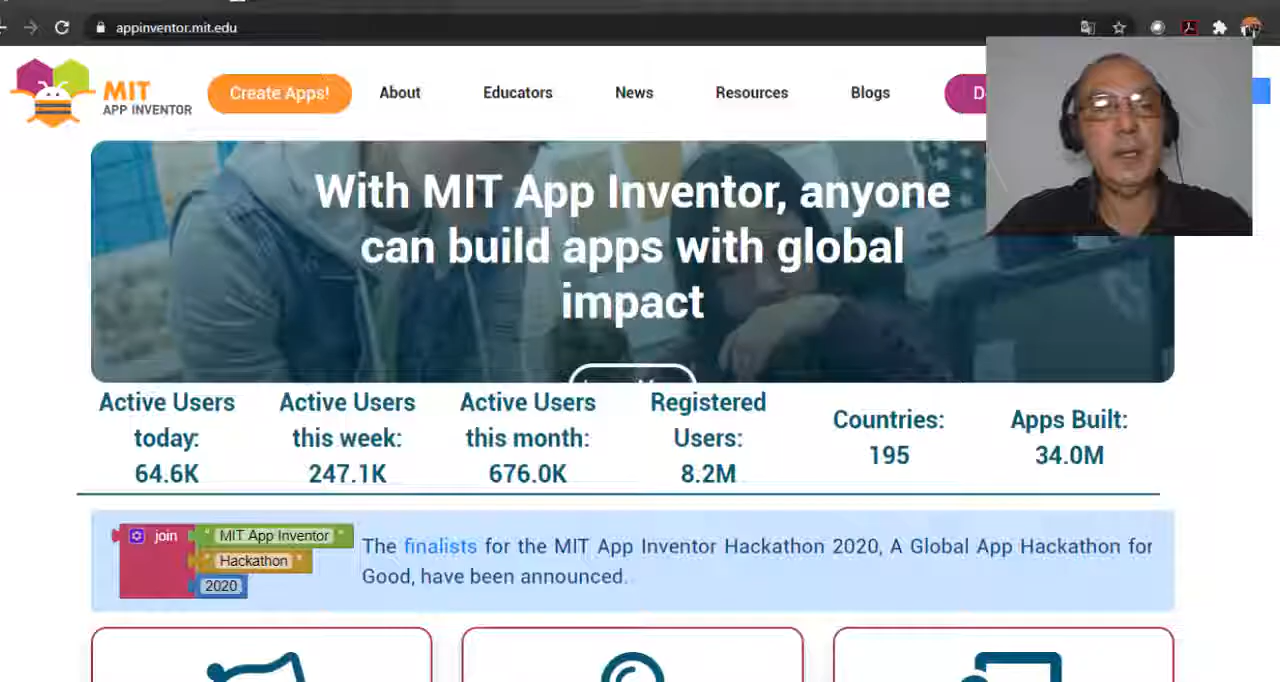 appinventor.mit.edu
MIT
APP INVENTOR
Create Apps!
About
Educators
News
Resources
Blogs
With MIT App Inventor, anyone
can build apps with global
impact
Active Users
today:
64.6K
Active Users
this week:
247.1K
Active Users
this month:
676.0K
Registered
Users:
8.2M
Countries:
195
Apps Built:
34.0M
join
" MIT App Inventor "
" Hackathon "
2020
The finalists for the MIT App Inventor Hackathon 2020, A Global App Hackathon for
Good, have been announced.